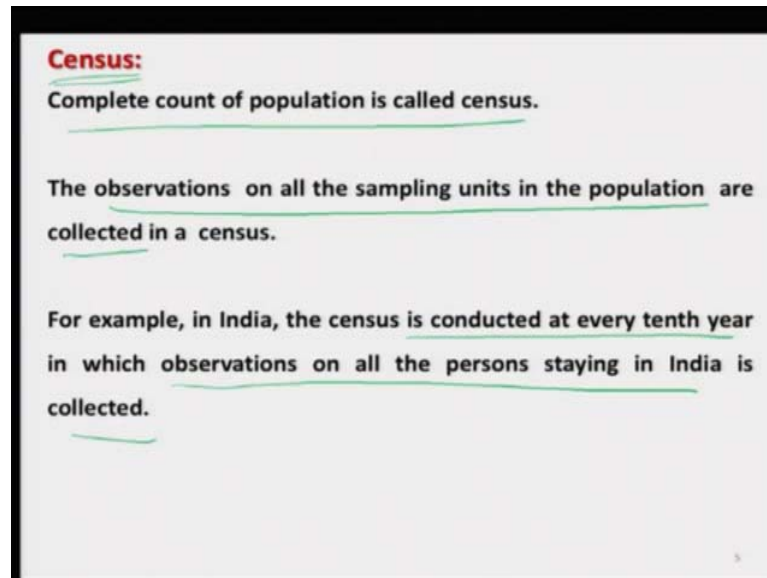 Census:
Complete count of population is called census.
The observations on all the sampling units in the population are
collected in a census.
For example, in India, the census is conducted at every tenth year
in which observations on all the persons staying in India is
collected.
5